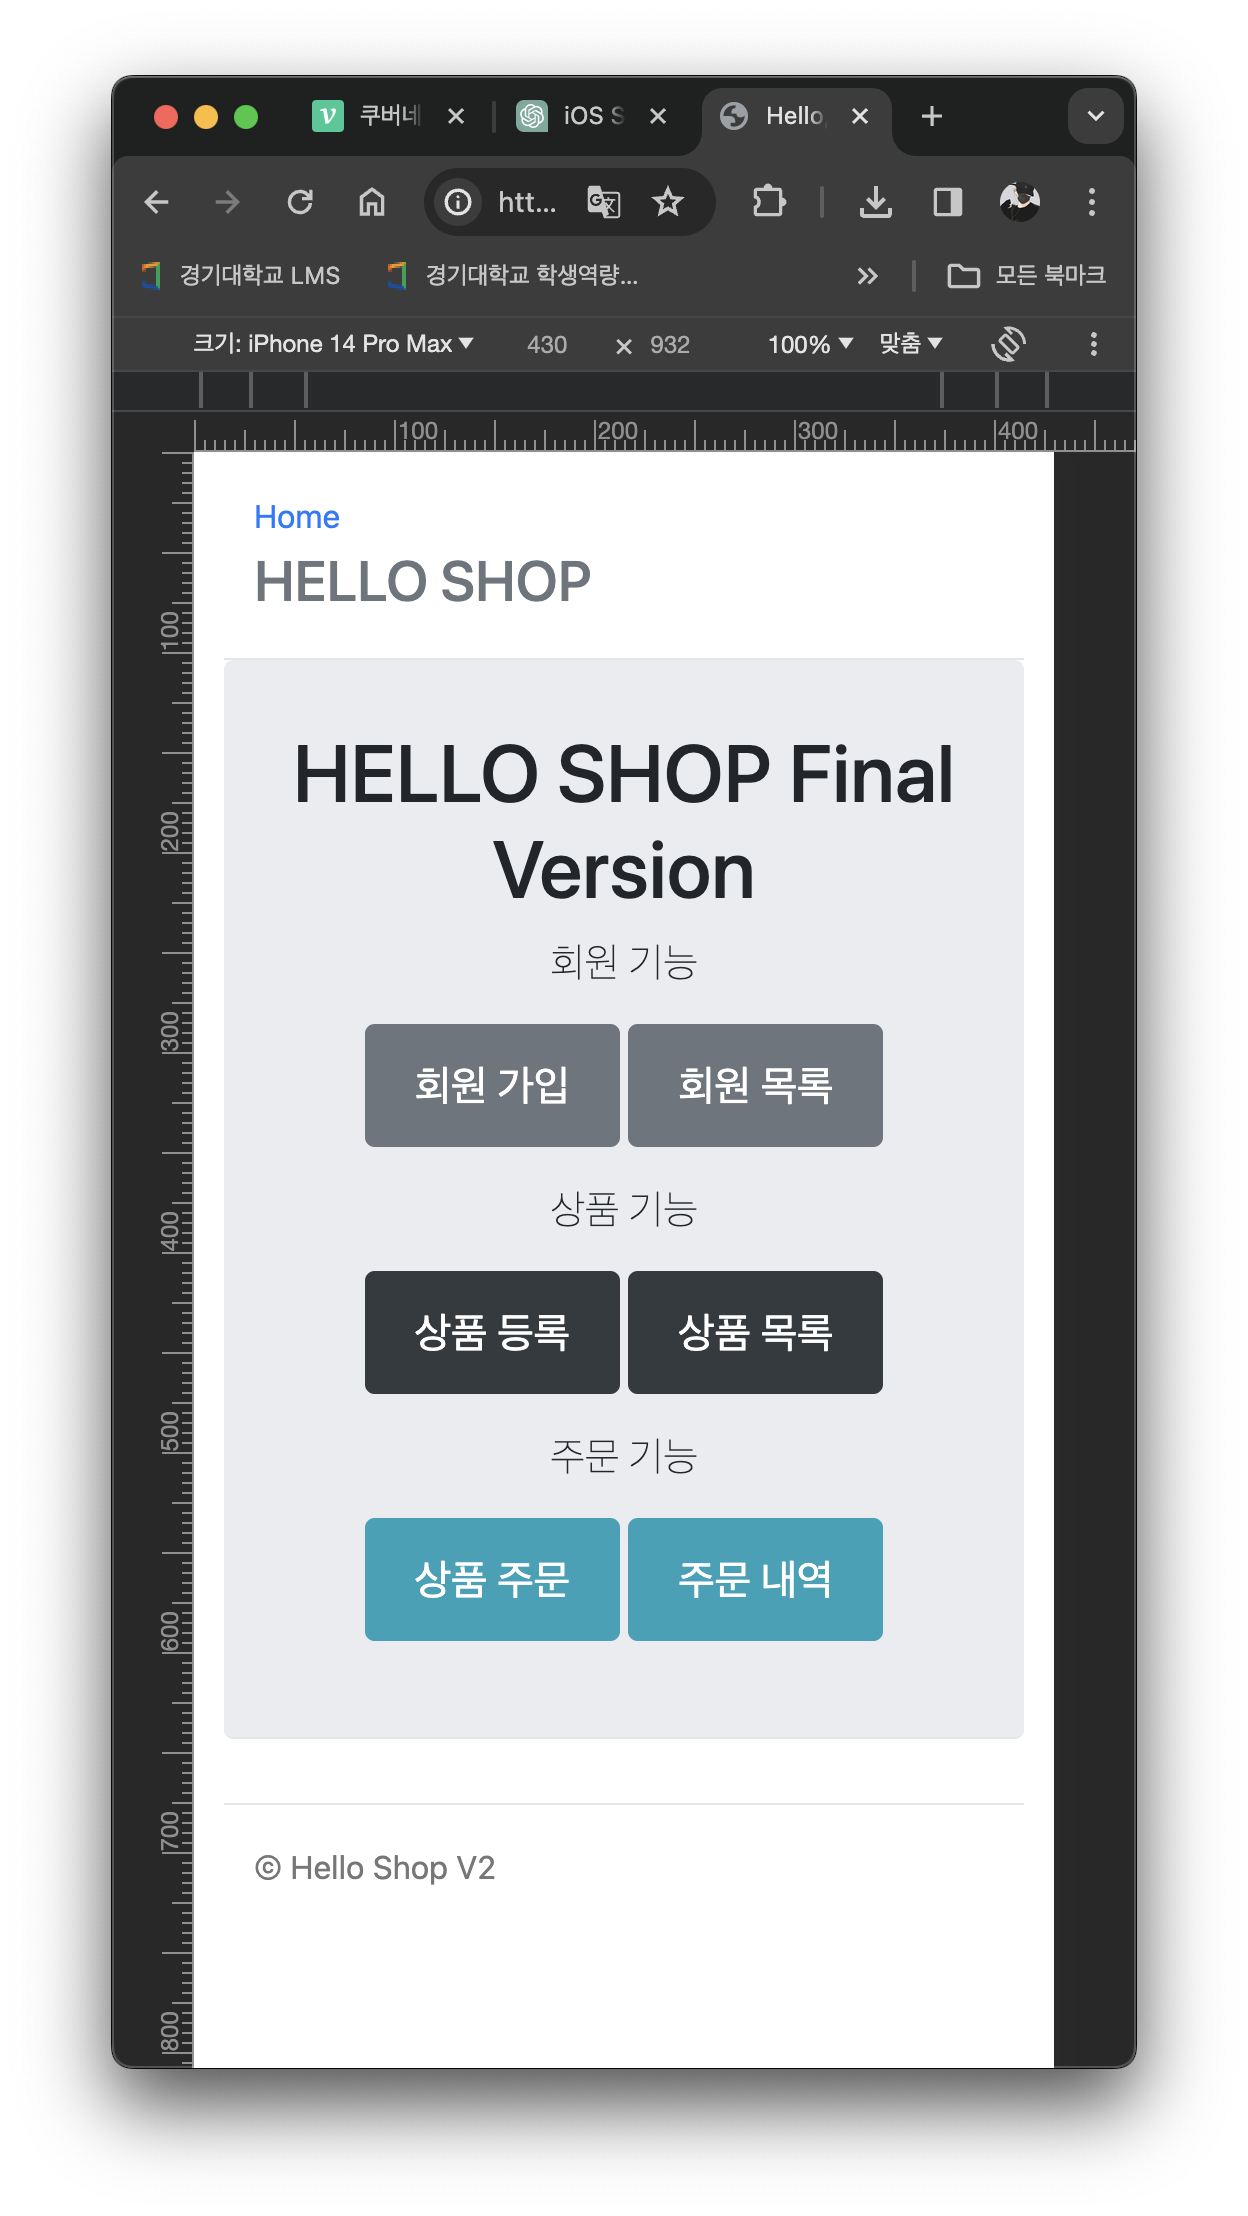 쿠버네
iOS S
Hello,
htt...
경기대학교 LMS
경기대학교 학생역량...
모든 북마크
크기: iPhone 14 Pro Max
430 × 932
100%
맞춤
100 200 300 400
100
200
300
400
500
600
700
800
Home
HELLO SHOP
HELLO SHOP Final
Version
회원 기능
회원 가입 회원 목록
상품 기능
상품 등록 상품 목록
주문 기능
상품 주문 주문 내역
© Hello Shop V2